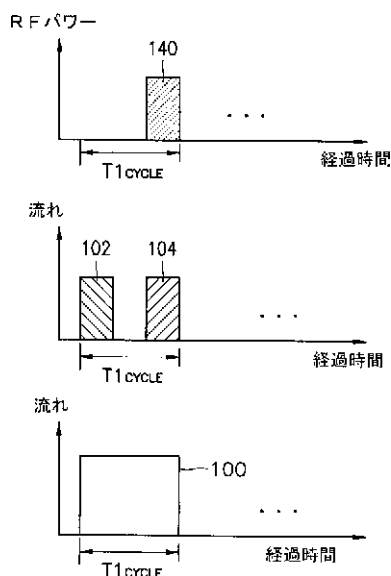 RFパワー
140
. . .
経過時間
T1CYCLE
流れ
102 104
. . .
経過時間
T1CYCLE
流れ
100
. . .
経過時間
T1CYCLE